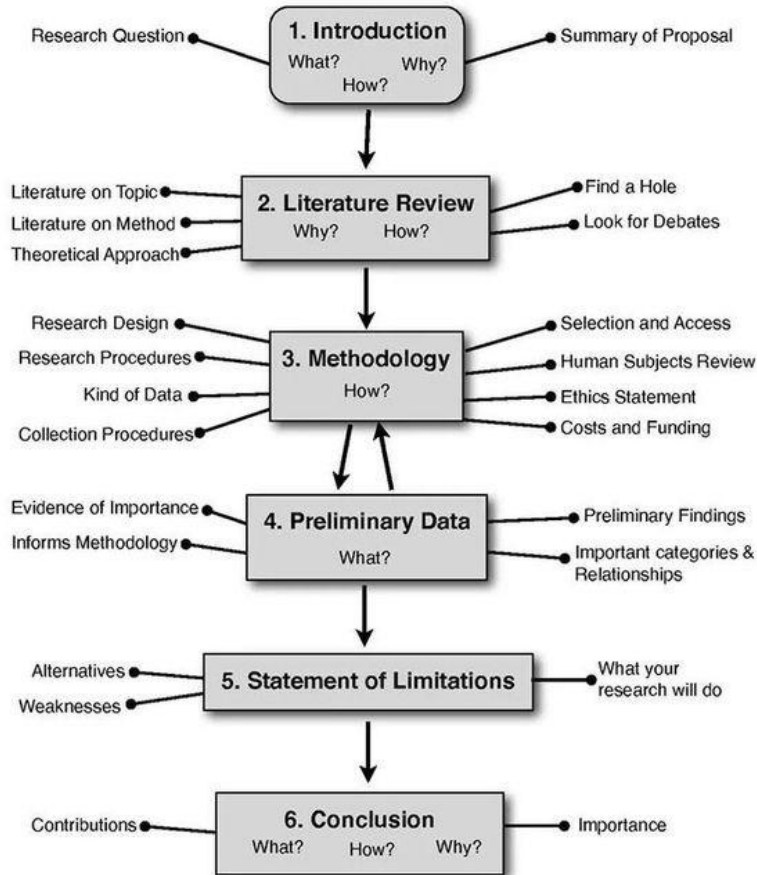 1. Introduction
What?
Why?
How?
Research Question
Summary of Proposal
2. Literature Review
Why?
How?
Literature on Topic
Literature on Method
Theoretical Approach
Find a Hole
Look for Debates
3. Methodology
How?
Research Design
Research Procedures
Kind of Data
Collection Procedures
Selection and Access
Human Subjects Review
Ethics Statement
Costs and Funding
4. Preliminary Data
What?
Evidence of Importance
Informs Methodology
Preliminary Findings
Important categories &
Relationships
5. Statement of Limitations
Alternatives
Weaknesses
What your
research will do
6. Conclusion
What?
How?
Why?
Contributions
Importance